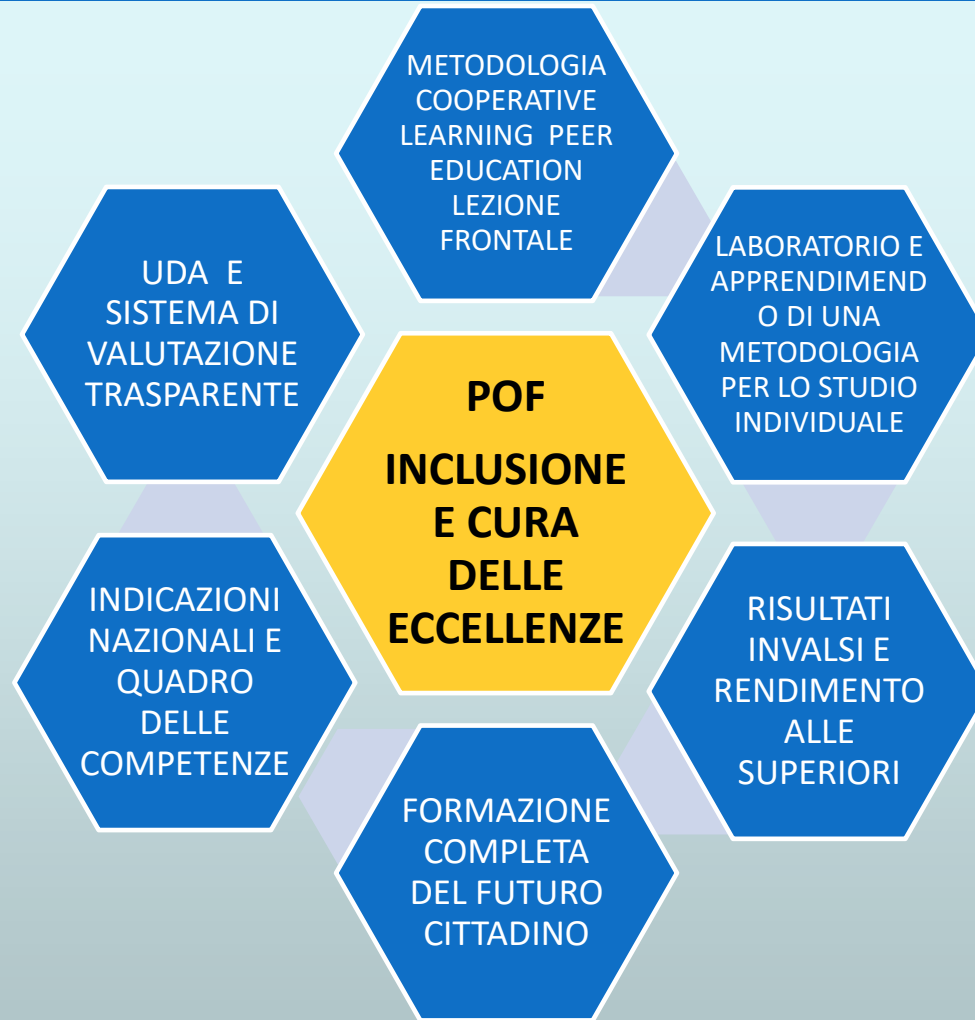 METODOLOGIA
COOPERATIVE
LEARNING PEER
EDUCATION
LEZIONE
FRONTALE
LABORATORIO E
APPRENDIMEND
O DI UNA
METODOLOGIA
PER LO STUDIO
INDIVIDUALE
RISULTATI
INVALSI E
RENDIMENTO
ALLE
SUPERIORI
FORMAZIONE
COMPLETA
DEL FUTURO
CITTADINO
INDICAZIONI
NAZIONALI E
QUADRO
DELLE
COMPETENZE
UDA E
SISTEMA DI
VALUTAZIONE
TRASPARENTE
POF
INCLUSIONE
E CURA
DELLE
ECCELLENZE